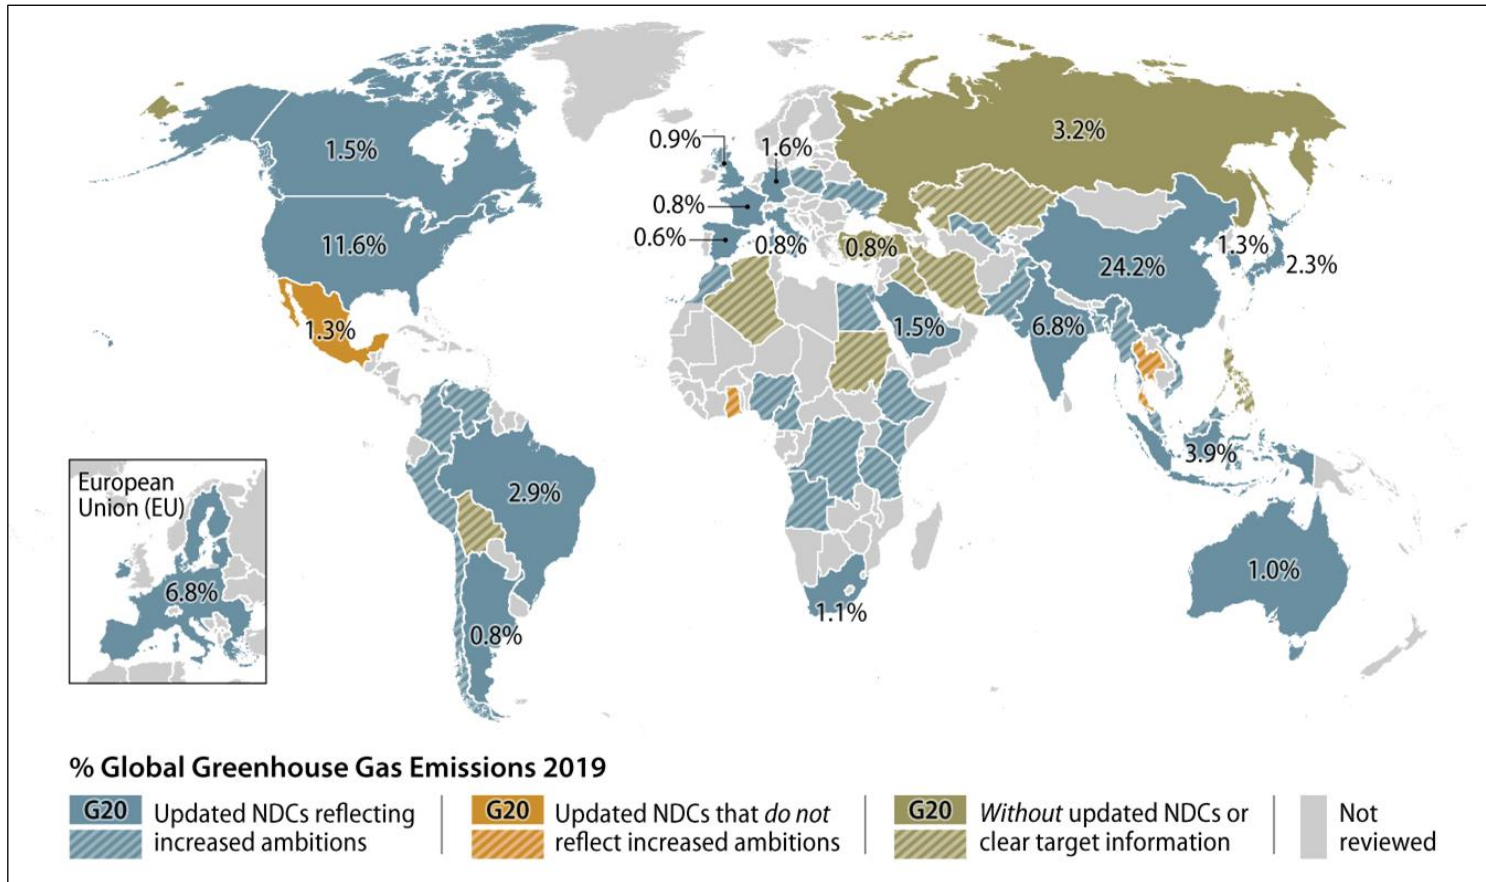 0.9%
1.6%
3.2%
1.5%
0.8%
0.6%
0.8%
0.8%
1.3%
2.3%
11.6%
24.2%
1.3%
1.5%
6.8%
3.9%
2.9%
European
Union (EU)
6.8%
1.0%
1.1%
0.8%
% Global Greenhouse Gas Emissions 2019
G20 Updated NDCs reflecting
increased ambitions
G20 Updated NDCs that do not
reflect increased ambitions
G20 Without updated NDCs or
clear target information
Not
reviewed